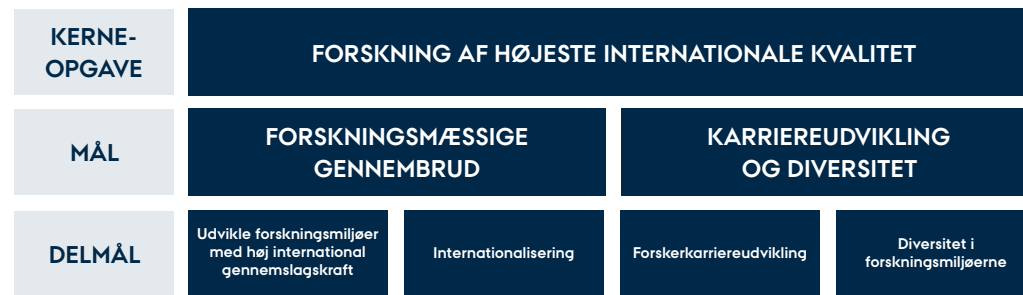 KERNE-
OPGAVE
FORSKNING AF HØJESTE INTERNATIONALE KVALITET
MÅL
FORSKNINGSMÆSSIGE
GENNEMBRUD
KARRIEREUDVIKLING
OG DIVERSITET
DELMÅL
Udvikle forskningsmiljøer
med høj international
gennemslagskraft
Internationalisering
Forskerkarriereudvikling
Diversitet i
forskningsmiljøerne